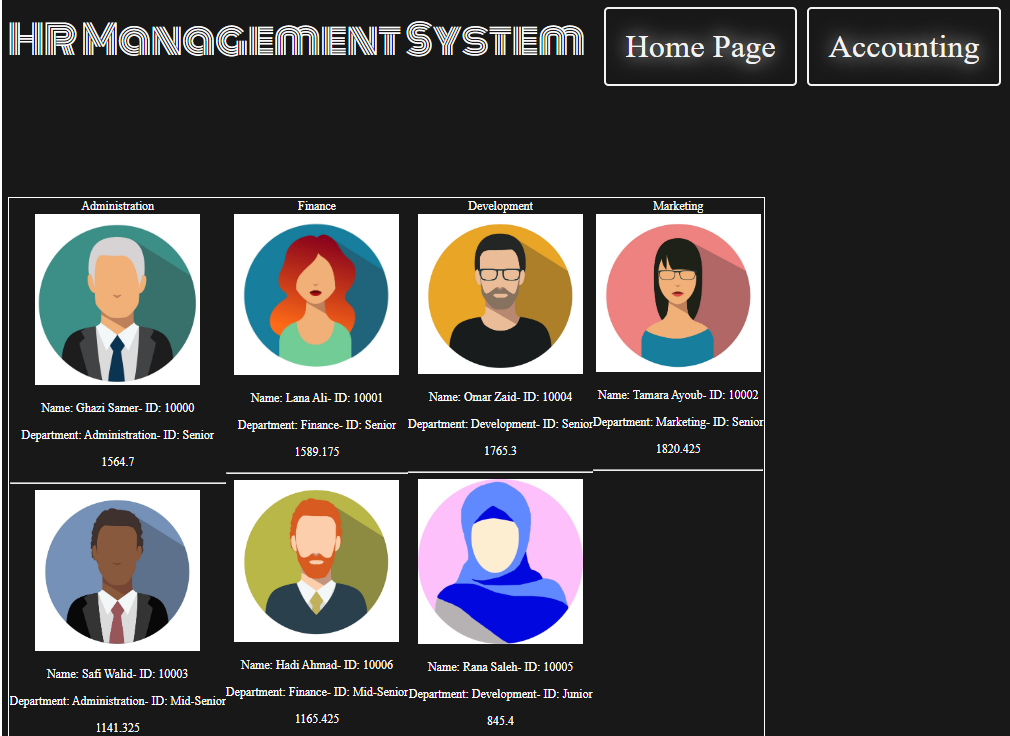 HR Management System
Home Page
Accounting
Administration
Finance
Development
Marketing
Name: Ghazi Samer- ID: 10000
Department: Administration- ID: Senior
1564.7
Name: Lana Ali- ID: 10001
Department: Finance- ID: Senior
1589.175
Name: Omar Zaid- ID: 10004
Department: Development- ID: Senior
1765.3
Name: Tamara Ayoub- ID: 10002
Department: Marketing- ID: Senior
1820.425
Name: Safi Walid- ID: 10003
Department: Administration- ID: Mid-Senior
1141.325
Name: Hadi Ahmad- ID: 10006
Department: Finance- ID: Mid-Senior
1165.425
Name: Rana Saleh- ID: 10005
Department: Development- ID: Junior
845.4